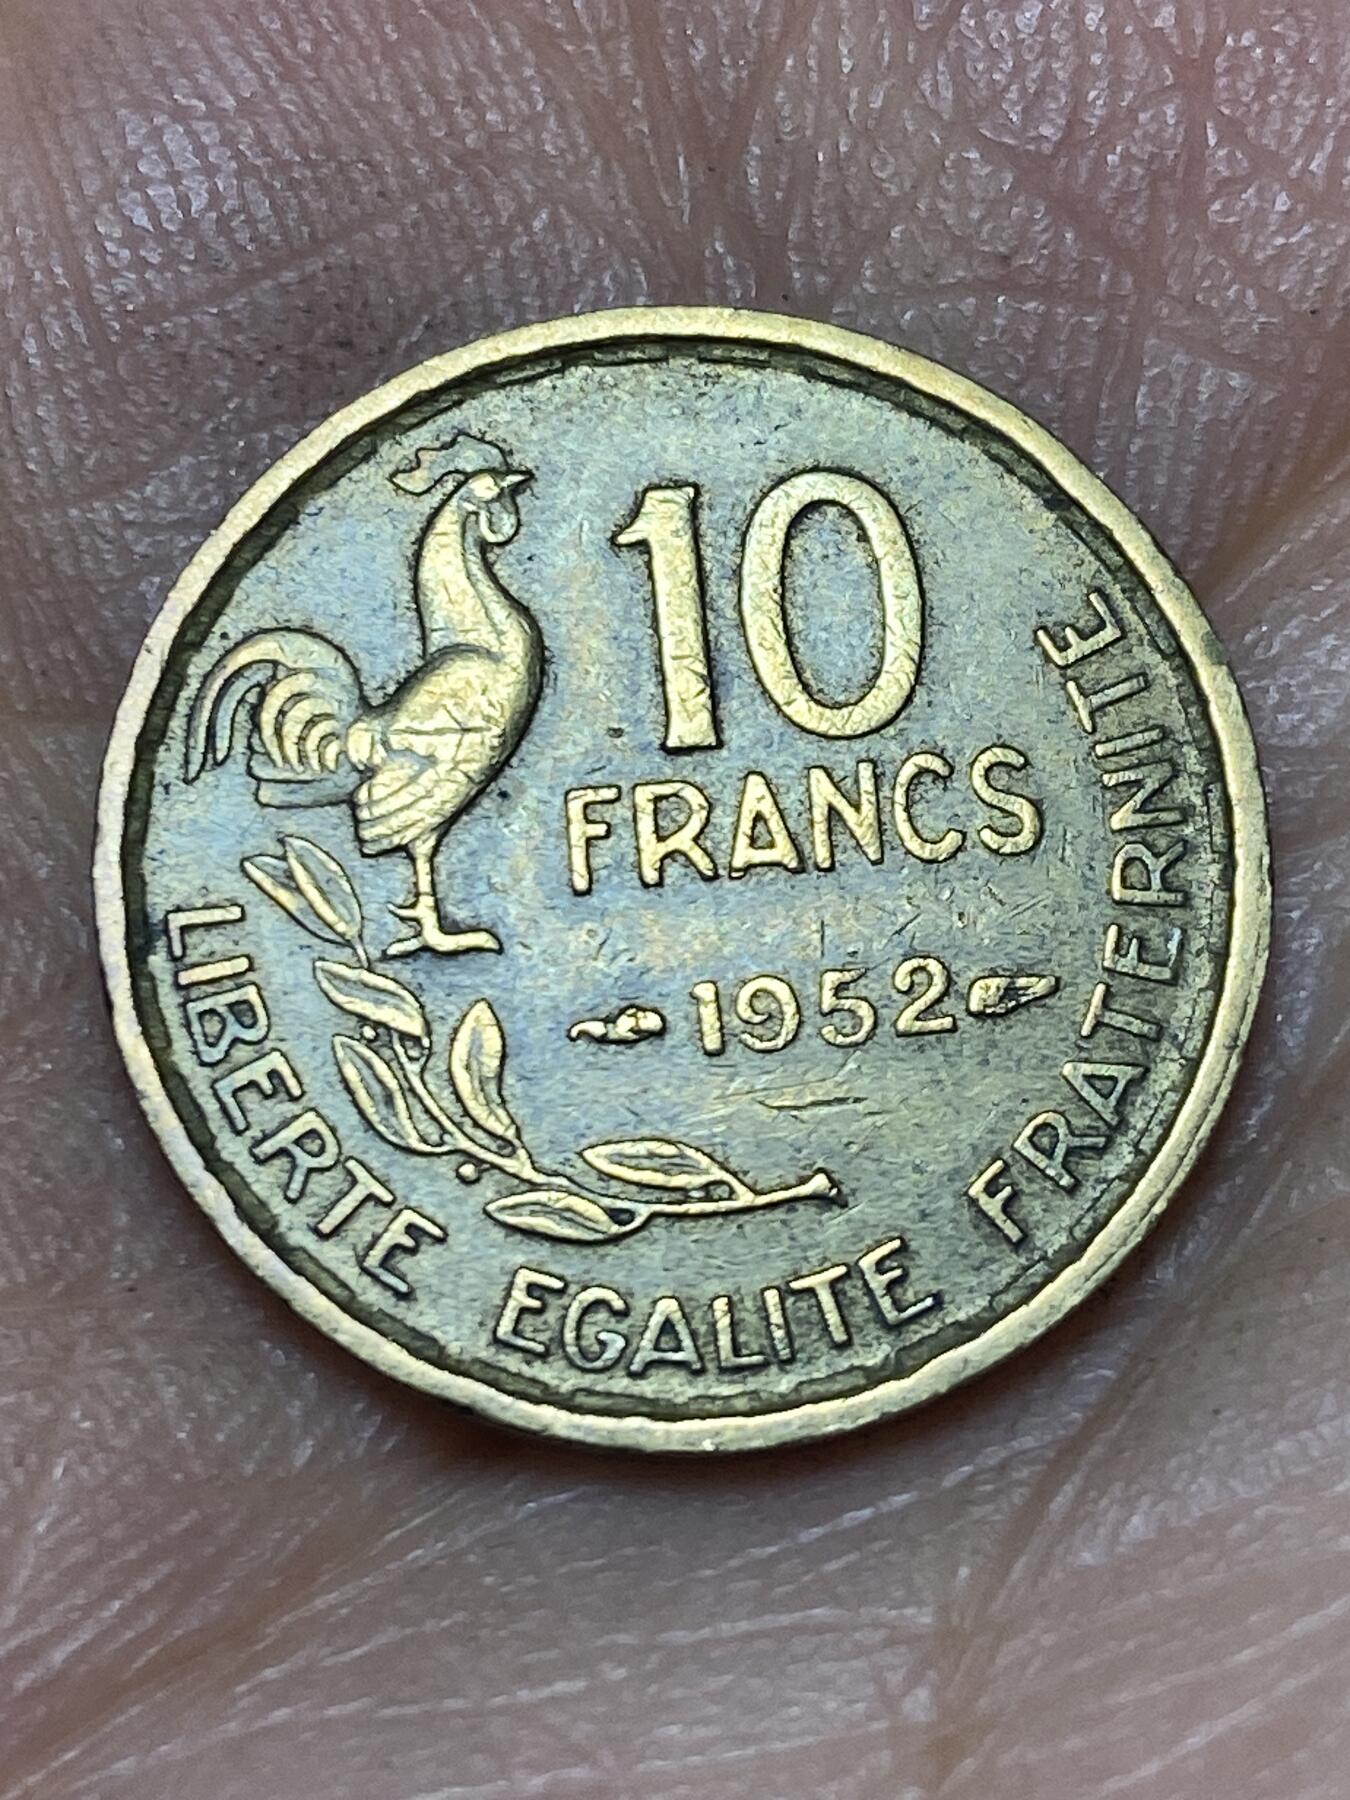 10
FRANCS
1952
LIBERTE EGALITE FRATERNITE